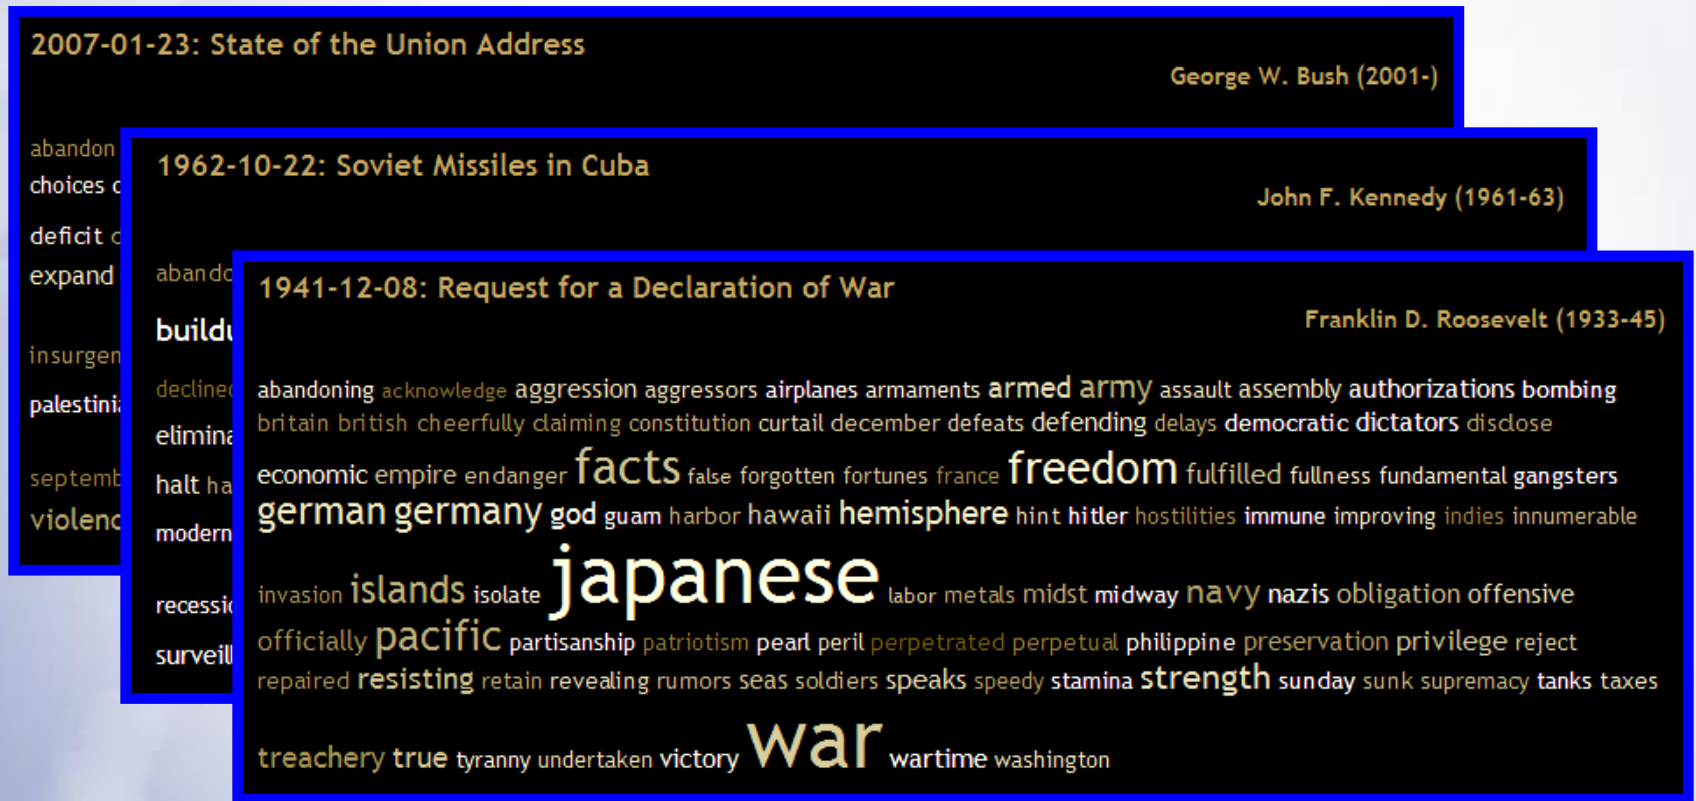 2007-01-23: State of the Union Address
George W. Bush (2001-)
abandon
choices
deficit
expand
palestini
septemb
violenc
1962-10-22: Soviet Missiles in Cuba
John F. Kennedy (1961-63)
abando
buildu
declined
elimina
halt ha
modern
recessio
surveill
insurgen
1941-12-08: Request for a Declaration of War
Franklin D. Roosevelt (1933-45)
abandoning acknowledge aggression aggressors airplanes armaments armed army assault assembly authorizations bombing
britain british cheerfully claiming constitution curtail december defeats defending delays democratic dictators disclose
economic empire endanger facts false forgotten fortunes france freedom fulfilled fullness fundamental gangsters
german germany god guam harbor hawaii hemisphere hint hitler hostilities immune improving indies innumerable
invasion islands isolate japanese labor metals midst midway navy nazis obligation offensive
officially pacific partisanship patriotism pearl peril perpetrated perpetual philippine preservation privilege reject
repaired resisting retain revealing rumors seas soldiers speaks speedy stamina strength sunday sunk supremacy tanks taxes
treachery true tyranny undertaken victory war wartime washington